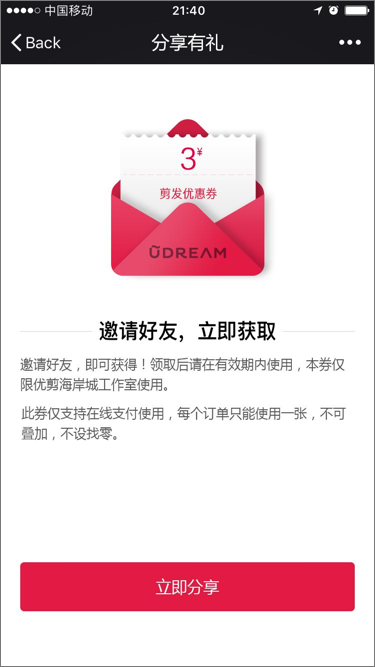 中国移动
21:40
Back
分享有礼
3¥
剪发优惠券
ÜDREAM
邀请好友，立即获取
邀请好友，即可获得！领取后请在有效期内使用，本券仅
限优剪海岸城工作室使用。
此券仅支持在线支付使用，每个订单只能使用一张，不可
叠加，不设找零。
立即分享